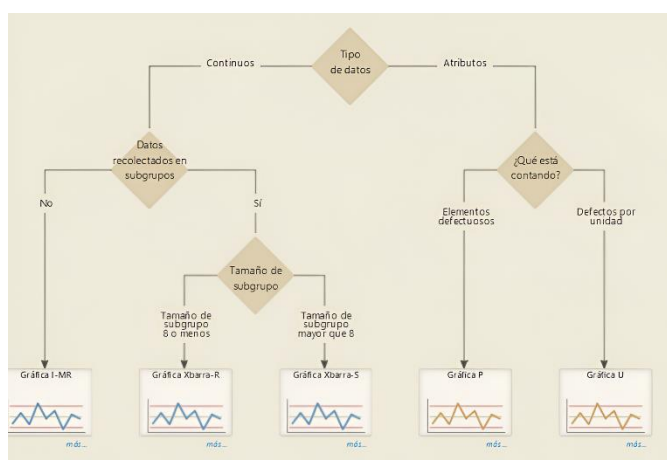 Tipo
de datos
Continuos
Atributos
Datos
recolectados en
subgrupos
¿Qué está
contando?
No
Sí
Elementos
defectuosos
Defectos por
unidad
Tamaño de
subgrupo
Tamaño de
subgrupo
8 o menos
Tamaño de
subgrupo
mayor que 8
Gráfica I-MR
Gráfica Xbarra-R
Gráfica Xbarra-S
Gráfica P
Gráfica U
más...
más...
más...
más...
más...